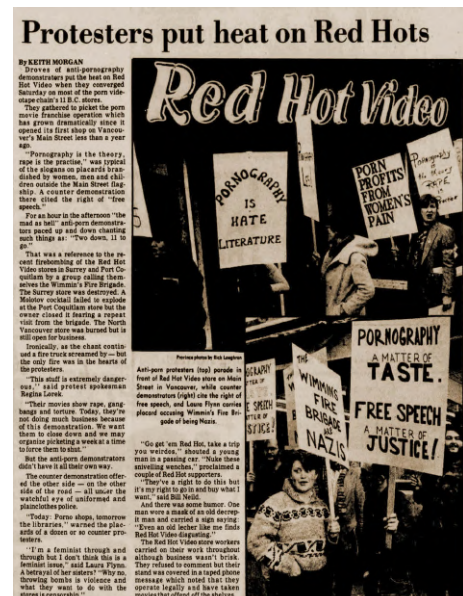 Protesters put heat on Red Hots
By KEITH MORGAN
Droves of anti-pornography
demonstrators put the heat on Red
Hot Video when they converged
Saturday on most of the porn vide-
otape chain's 11 B.C. stores.
They gathered to picket the porn
movie franchise operation which
has grown dramatically since it
opened its first shop on Vancou-
ver's Main Street less than a year
ago.
"Pornography is the theory,
rape is the practise," was typical
of the slogans on placards bran-
dished by women, men and chil-
dren outside the Main Street flag-
ship. A counter demonstration
there cited the right of "free
speech."
For an hour in the afternoon "the
mad as hell" anti-porn demonstra-
tors paced up and down chanting
such things as: "Two down, 11 to
go."
That was a reference to the re-
cent firebombing of the Red Hot
Video stores in Surrey and Port Co-
quitlam by a group calling them-
selves the Wimmin's Fire Brigade.
The Surrey store was destroyed. A
Molotov cocktail failed to explode
at the Port Coquitlam store but the
owner closed it fearing a repeat
visit from the brigade. The North
Vancouver store was burned but is
still open for business.
Ironically, as the chant contin-
ued a fire truck screamed by — but
the only fire was in the hearts of
the protesters.
"This stuff is extremely danger-
ous," said protest spokesman
Regina Lorek.
"Their movies show rape, gang-
bangs and torture. Today, they're
not doing much business because
of this demonstration. We want
them to close down and we may
organize picketing a week at a time
to force them to shut."
But the anti-porn demonstrators
didn't have it all their own way.
The counter demonstration offer-
ed the other side — on the other
side of the road — all under the
watchful eye of uniformed and
plainclothes police.
"Today: Porno shops, tomorrow
the libraries," warned the plac-
ards of a dozen or so counter pro-
testers.
"I'm a feminist through and
through but I don't think this is a
feminist issue," said Laura Flynn.
A betrayal of her sisters? "Why no,
throwing bombs is violence and
what they want to do with the
stores is censorship."
Red Hot Video
PORNOGRAPHY
IS
HATE
LITERATURE
PORN
PROFITS
FROM
WOMEN'S
PAIN
Pornography
RAPE
Province photos by Rick Loughran
Anti-porn protesters (top) parade in
front of Red Hot Video store on Main
Street in Vancouver, while counter
demonstrators (right) cite the right of
free speech, and Laura Flynn carries
placard accusing Wimmin's Fire Bri-
gade of being Nazis.
"Go get 'em Red Hot, take a trip
you weirdos," shouted a young
man in a passing car. "Nuke these
snivelling wenches," proclaimed a
couple of Red Hot supporters.
"They've a right to do this but
it's my right to go in and buy what I
want," said Bill Neild.
And there was some humor. One
man wore a mask of an old decrep-
it man and carried a sign saying:
"Even an old lecher like me finds
Red Hot Video disgusting."
The Red Hot Video store workers
carried on their work throughout
although business wasn't brisk.
They refused to comment but their
stand was covered in a taped phone
message which noted that they
operate legally and have taken
movies that offend off the shelves.
THE
WIMMINS
FIRE
BRIGADE
NAZIS
PORNOGRAPHY
A MATTER OF
TASTE.
FREE SPEECH
A MATTER OF
JUSTICE!